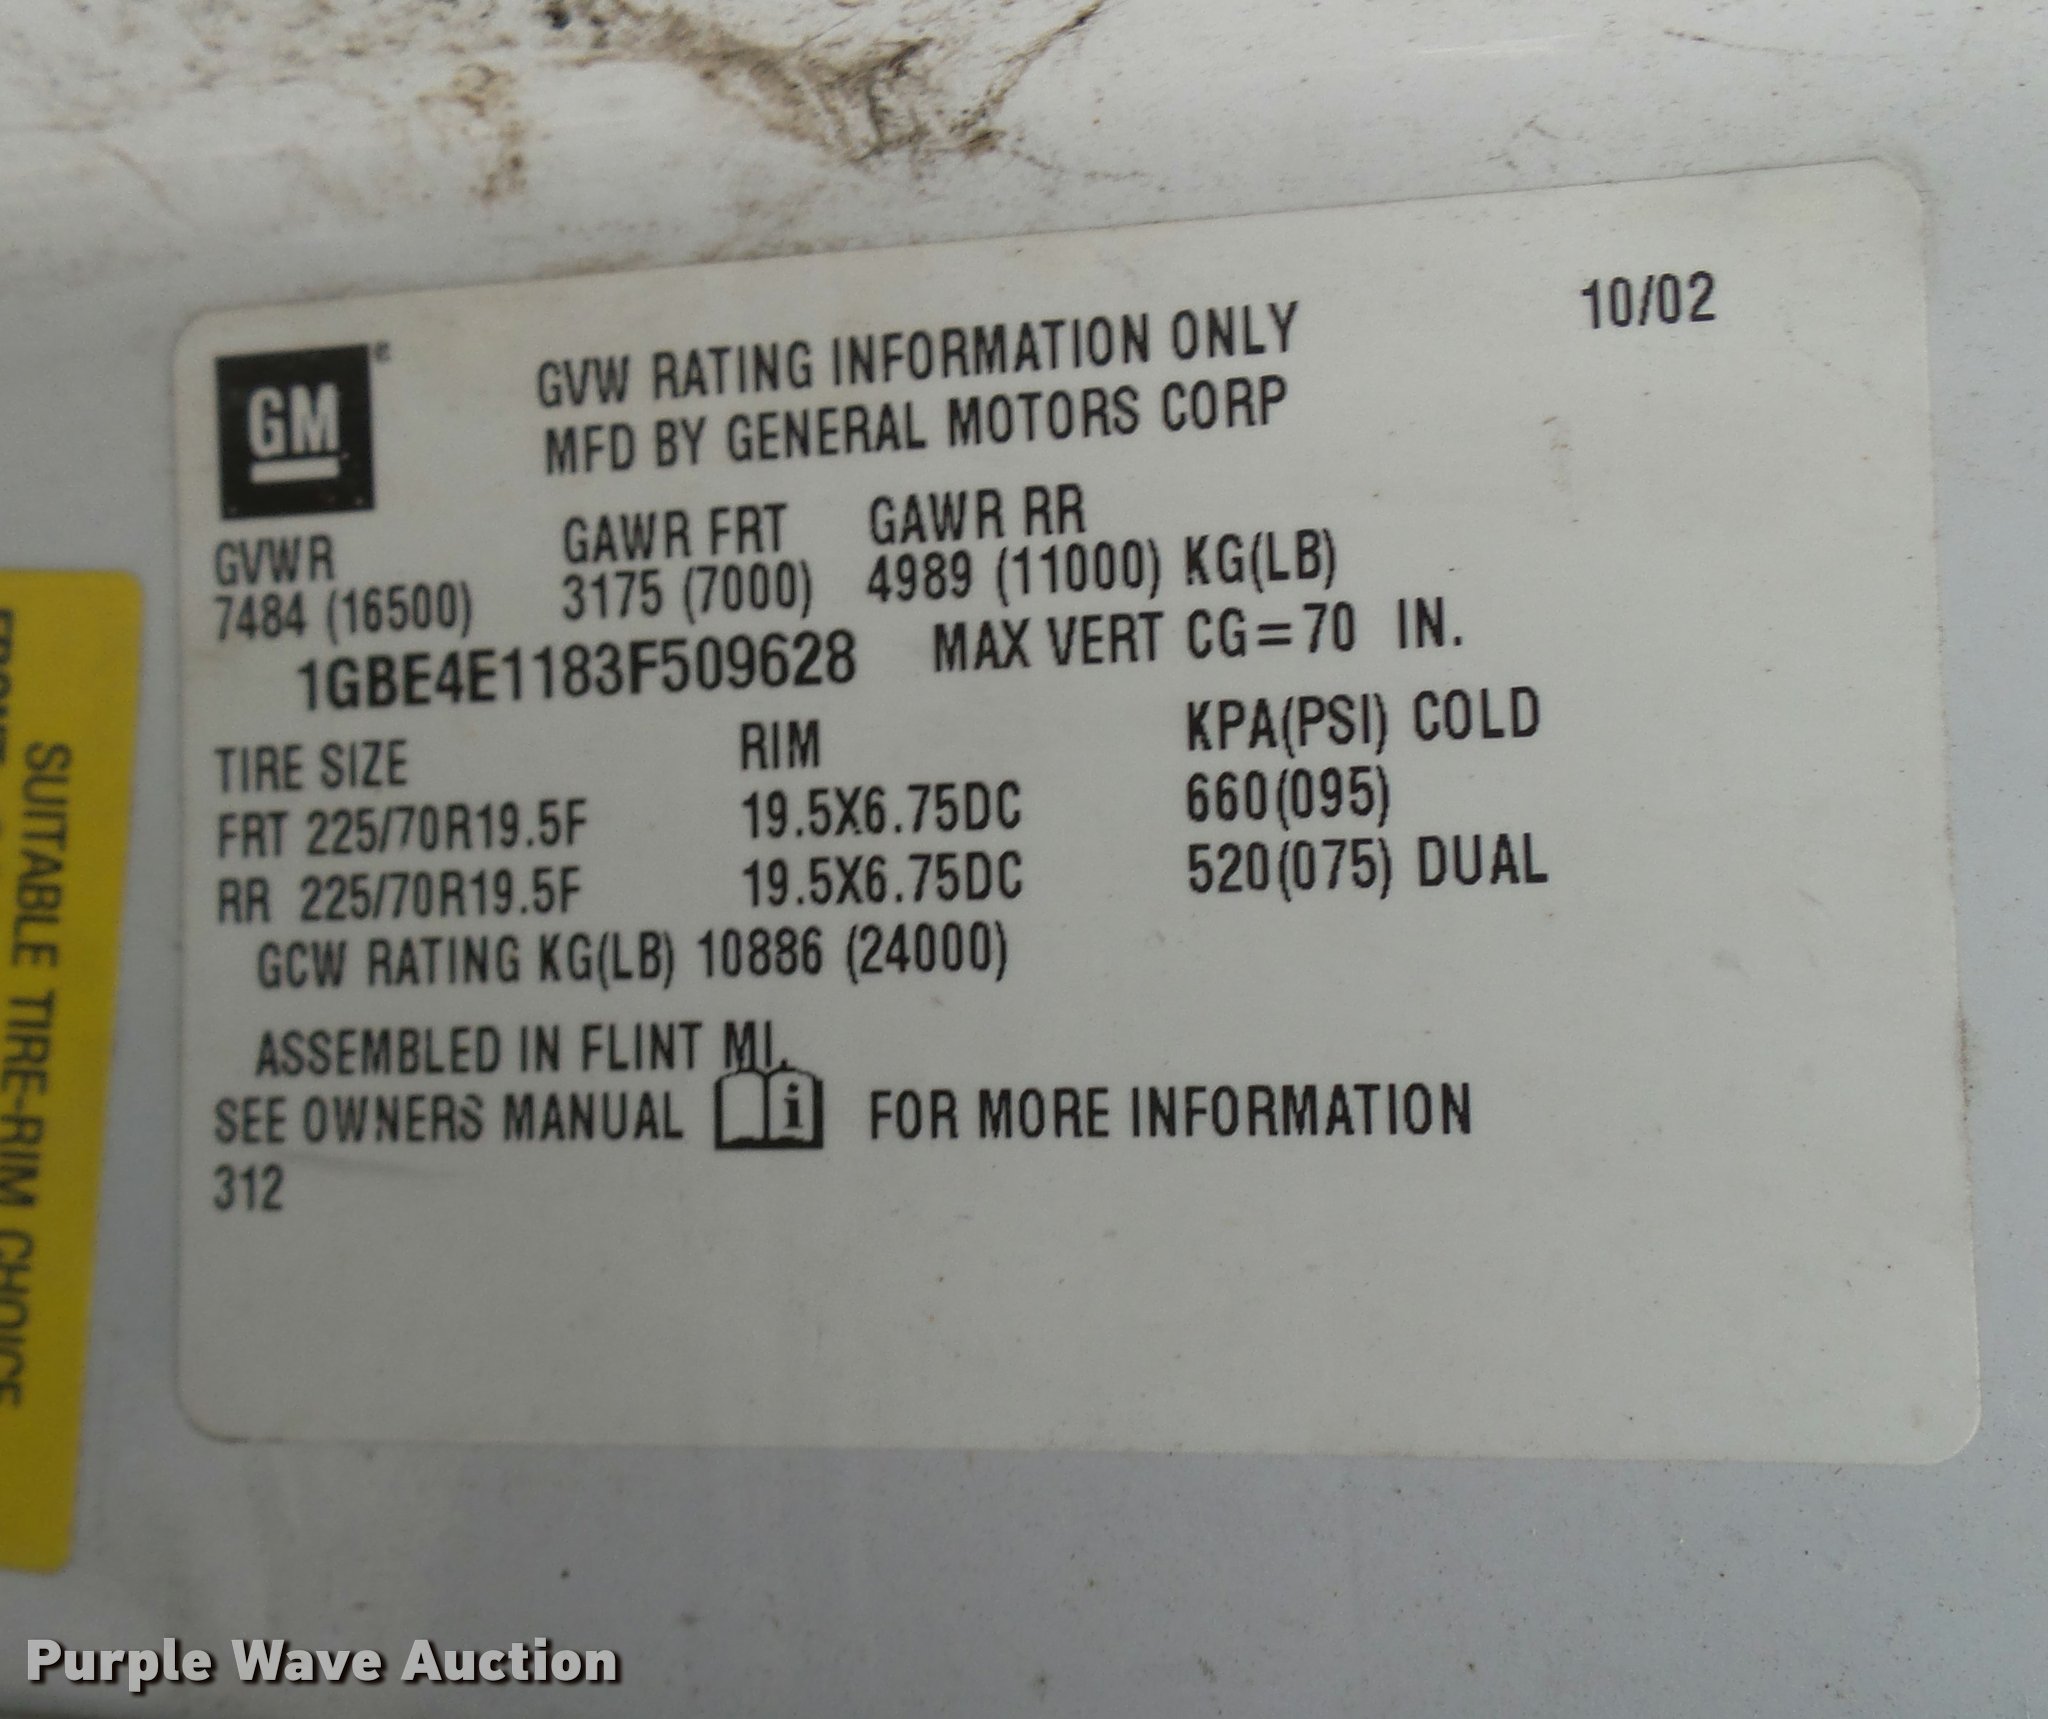 10/02
GM
GVW RATING INFORMATION ONLY
MFD BY GENERAL MOTORS CORP
GVWR GAWR FRT GAWR RR
7484 (16500) 3175 (7000) 4989 (11000) KG(LB)
1GBE4E1183F509628 MAX VERT CG=70 IN.
TIRE SIZE RIM KPA(PSI) COLD
FRT 225/70R19.5F 19.5X6.75DC 660(095)
RR 225/70R19.5F 19.5X6.75DC 520(075) DUAL
GCW RATING KG(LB) 10886 (24000)
ASSEMBLED IN FLINT MI.
SEE OWNERS MANUAL i FOR MORE INFORMATION
312
SUITABLE TIRE-RIM CHOICE
Purple Wave Auction